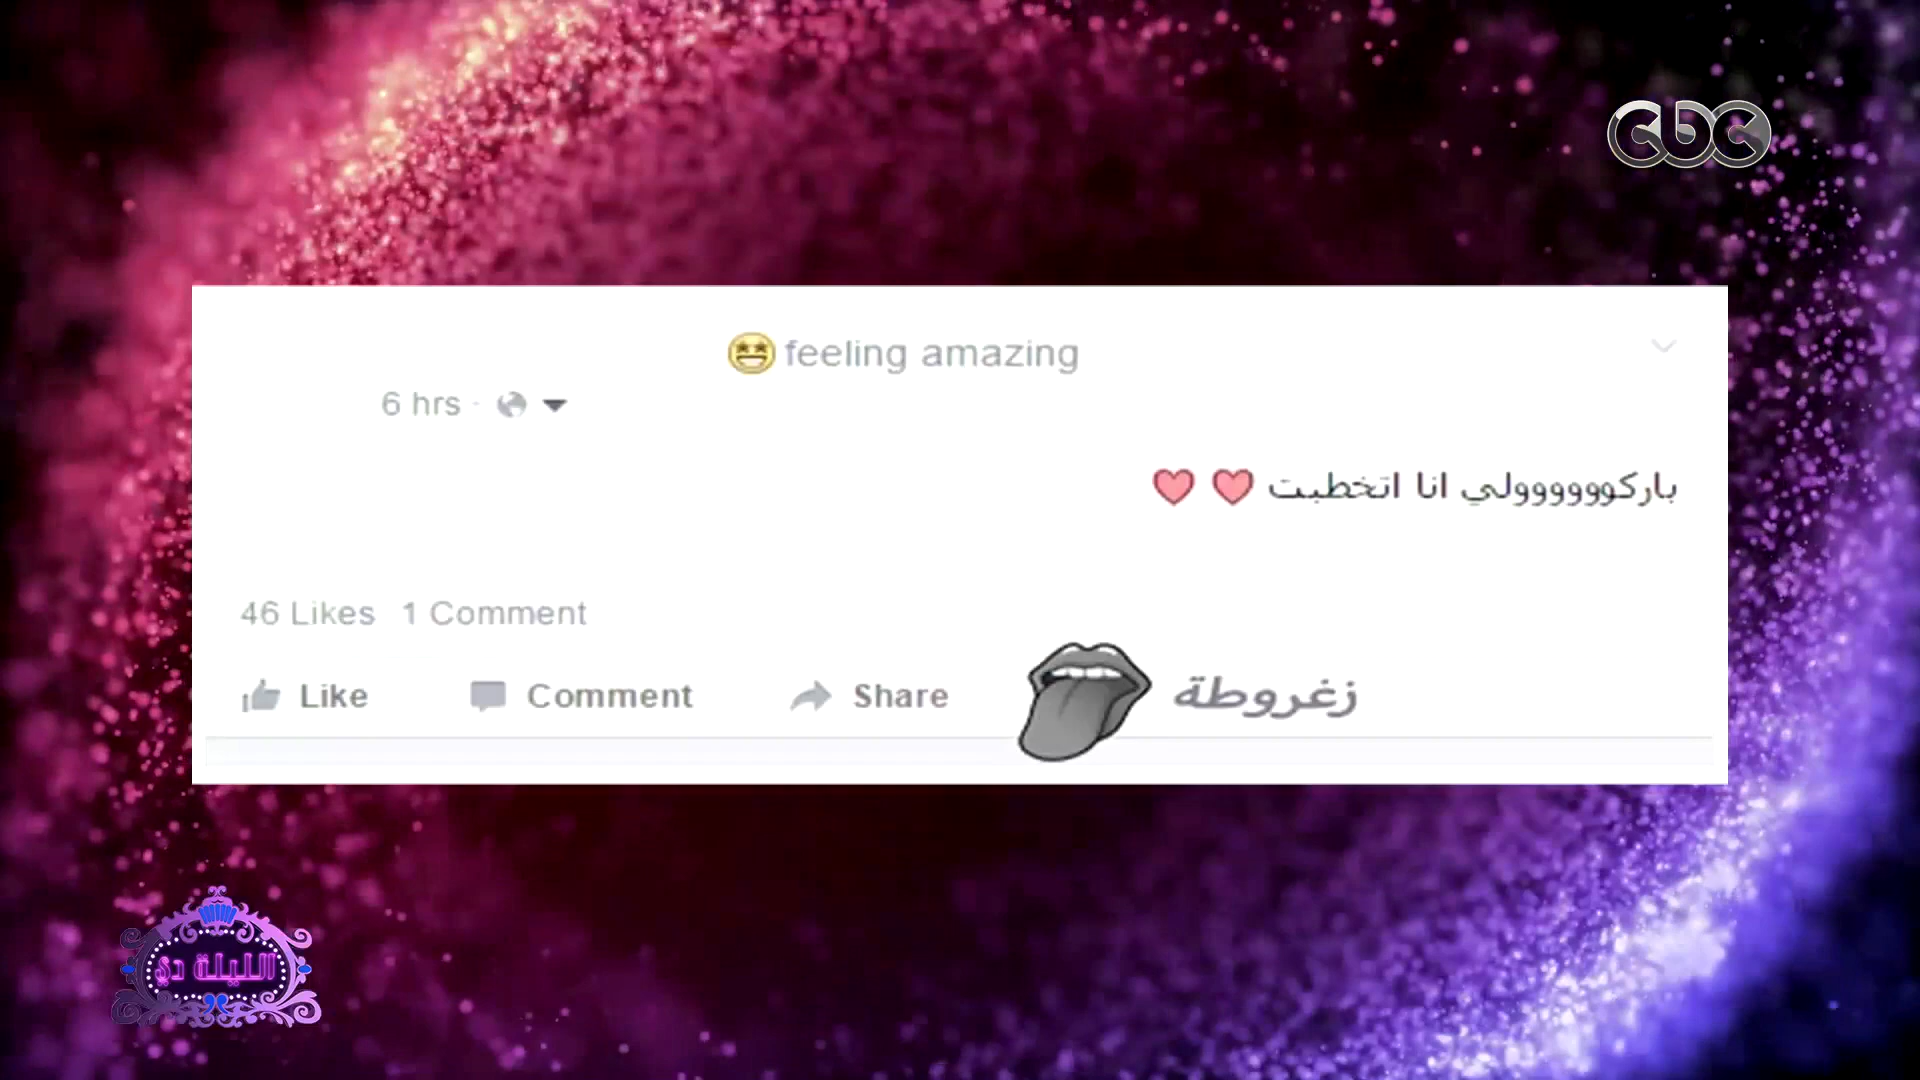 cbc
feeling amazing
6 hrs ·
باركوووووولي انا اتخطبت
46 Likes 1 Comment
Like Comment Share زغروطة
الليلة دي